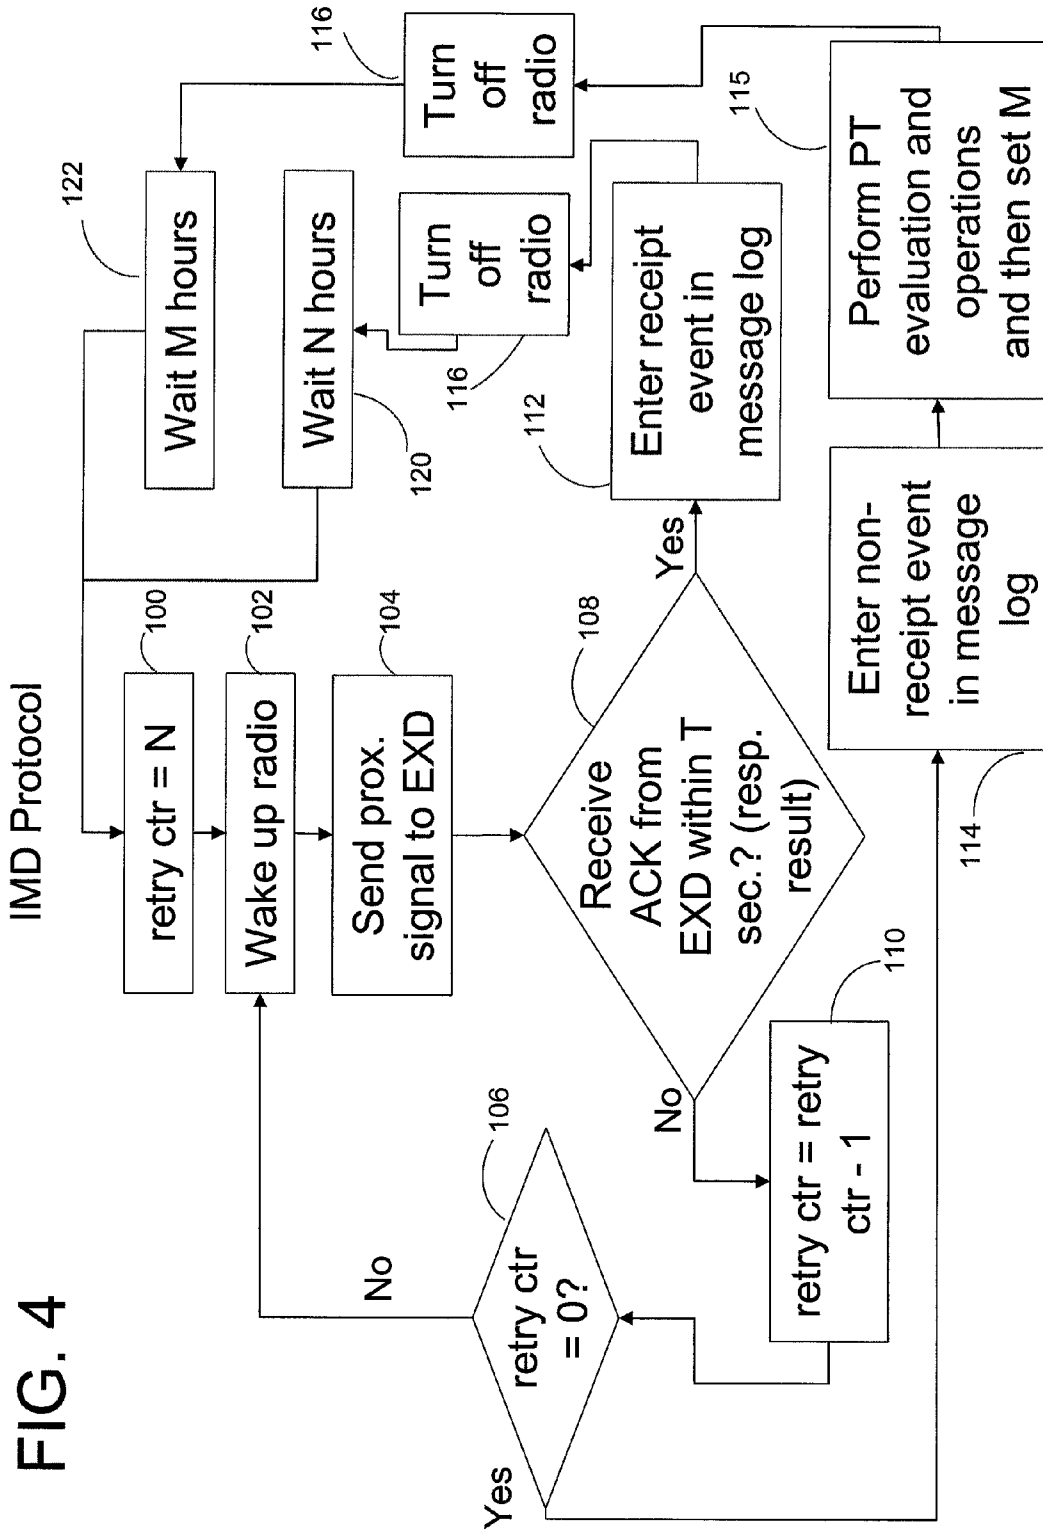 FIG. 4
IMD Protocol
retry ctr = N
100
Wake up radio
102
Send prox.
signal to EXD
104
Receive
ACK from
EXD within T
sec.? (resp.
result)
108
No
Yes
retry ctr = retry
ctr - 1
110
retry ctr
= 0?
106
No
Yes
Enter receipt
event in
message log
112
Turn
off
radio
116
Wait N hours
120
Enter non-
receipt event
in message
log
114
Perform PT
evaluation and
operations
and then set M
115
Turn
off
radio
116
Wait M hours
122